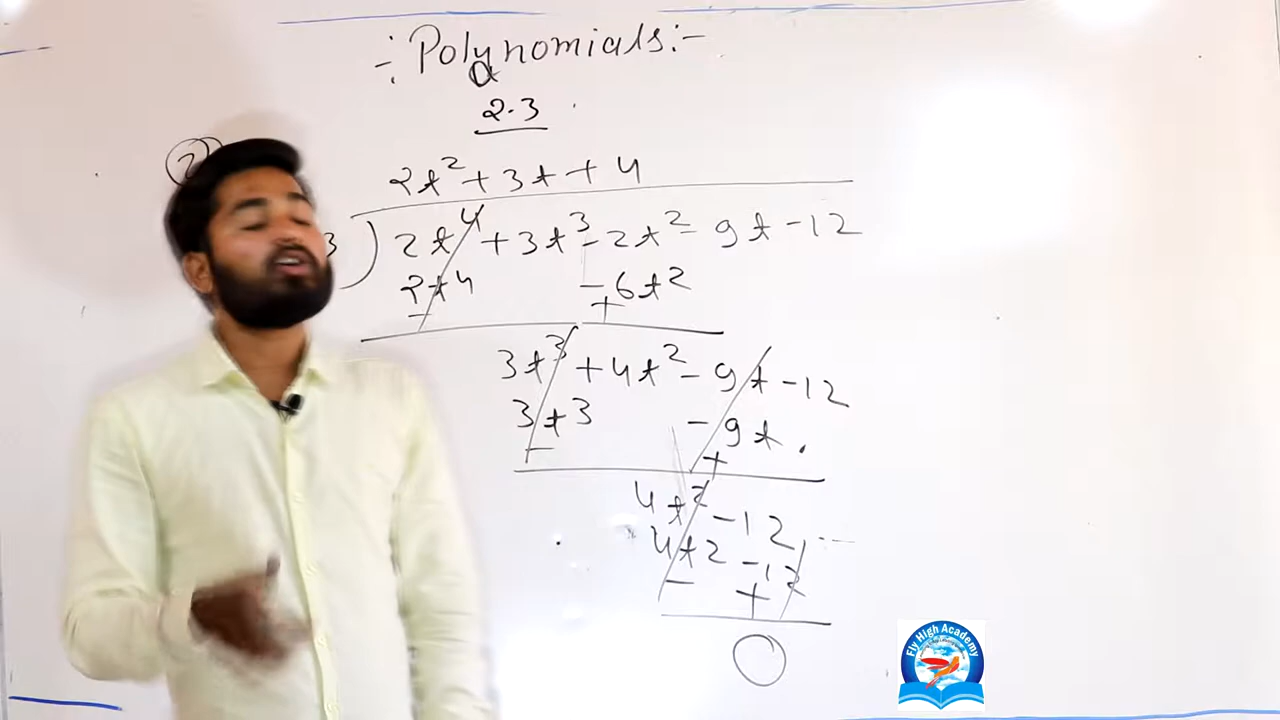 -: Polynomials:-
2.3
2
2t² + 3t + 4
3 ) 2t⁴ + 3t³ - 2t² - 9t - 12
2t4 - 6t2
- +
3t³ + 4t² - 9t - 12
3t3 - 9t .
- +
4t² - 12
4t2 - 12
- +
0
Fly High Academy